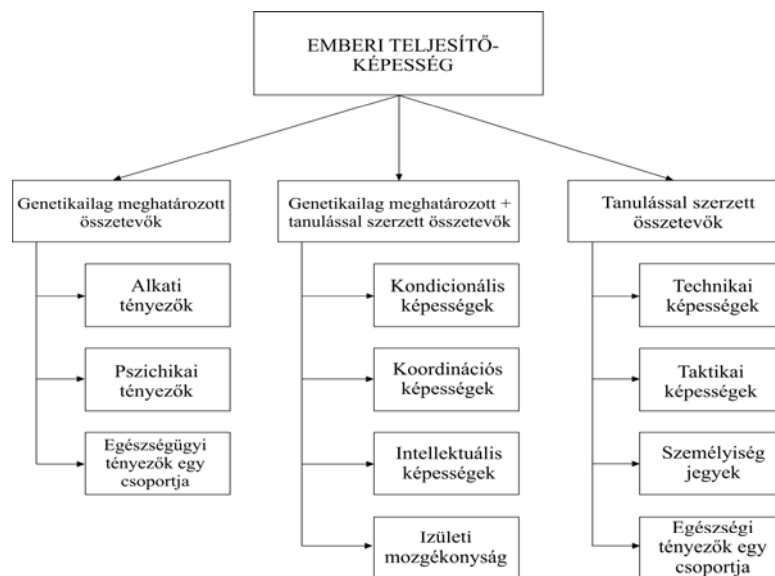 EMBERI TELJESÍTŐ-
KÉPESSÉG
Genetikailag meghatározott
összetevők
Alkati
tényezők
Pszichikai
tényezők
Egészségügyi
tényezők egy
csoportja
Genetikailag meghatározott +
tanulással szerzett összetevők
Kondicionális
képességek
Koordinációs
képességek
Intellektuális
képességek
Izületi
mozgékonyság
Tanulással szerzett
összetevők
Technikai
képességek
Taktikai
képességek
Személyiség
jegyek
Egészségi
tényezők egy
csoportja